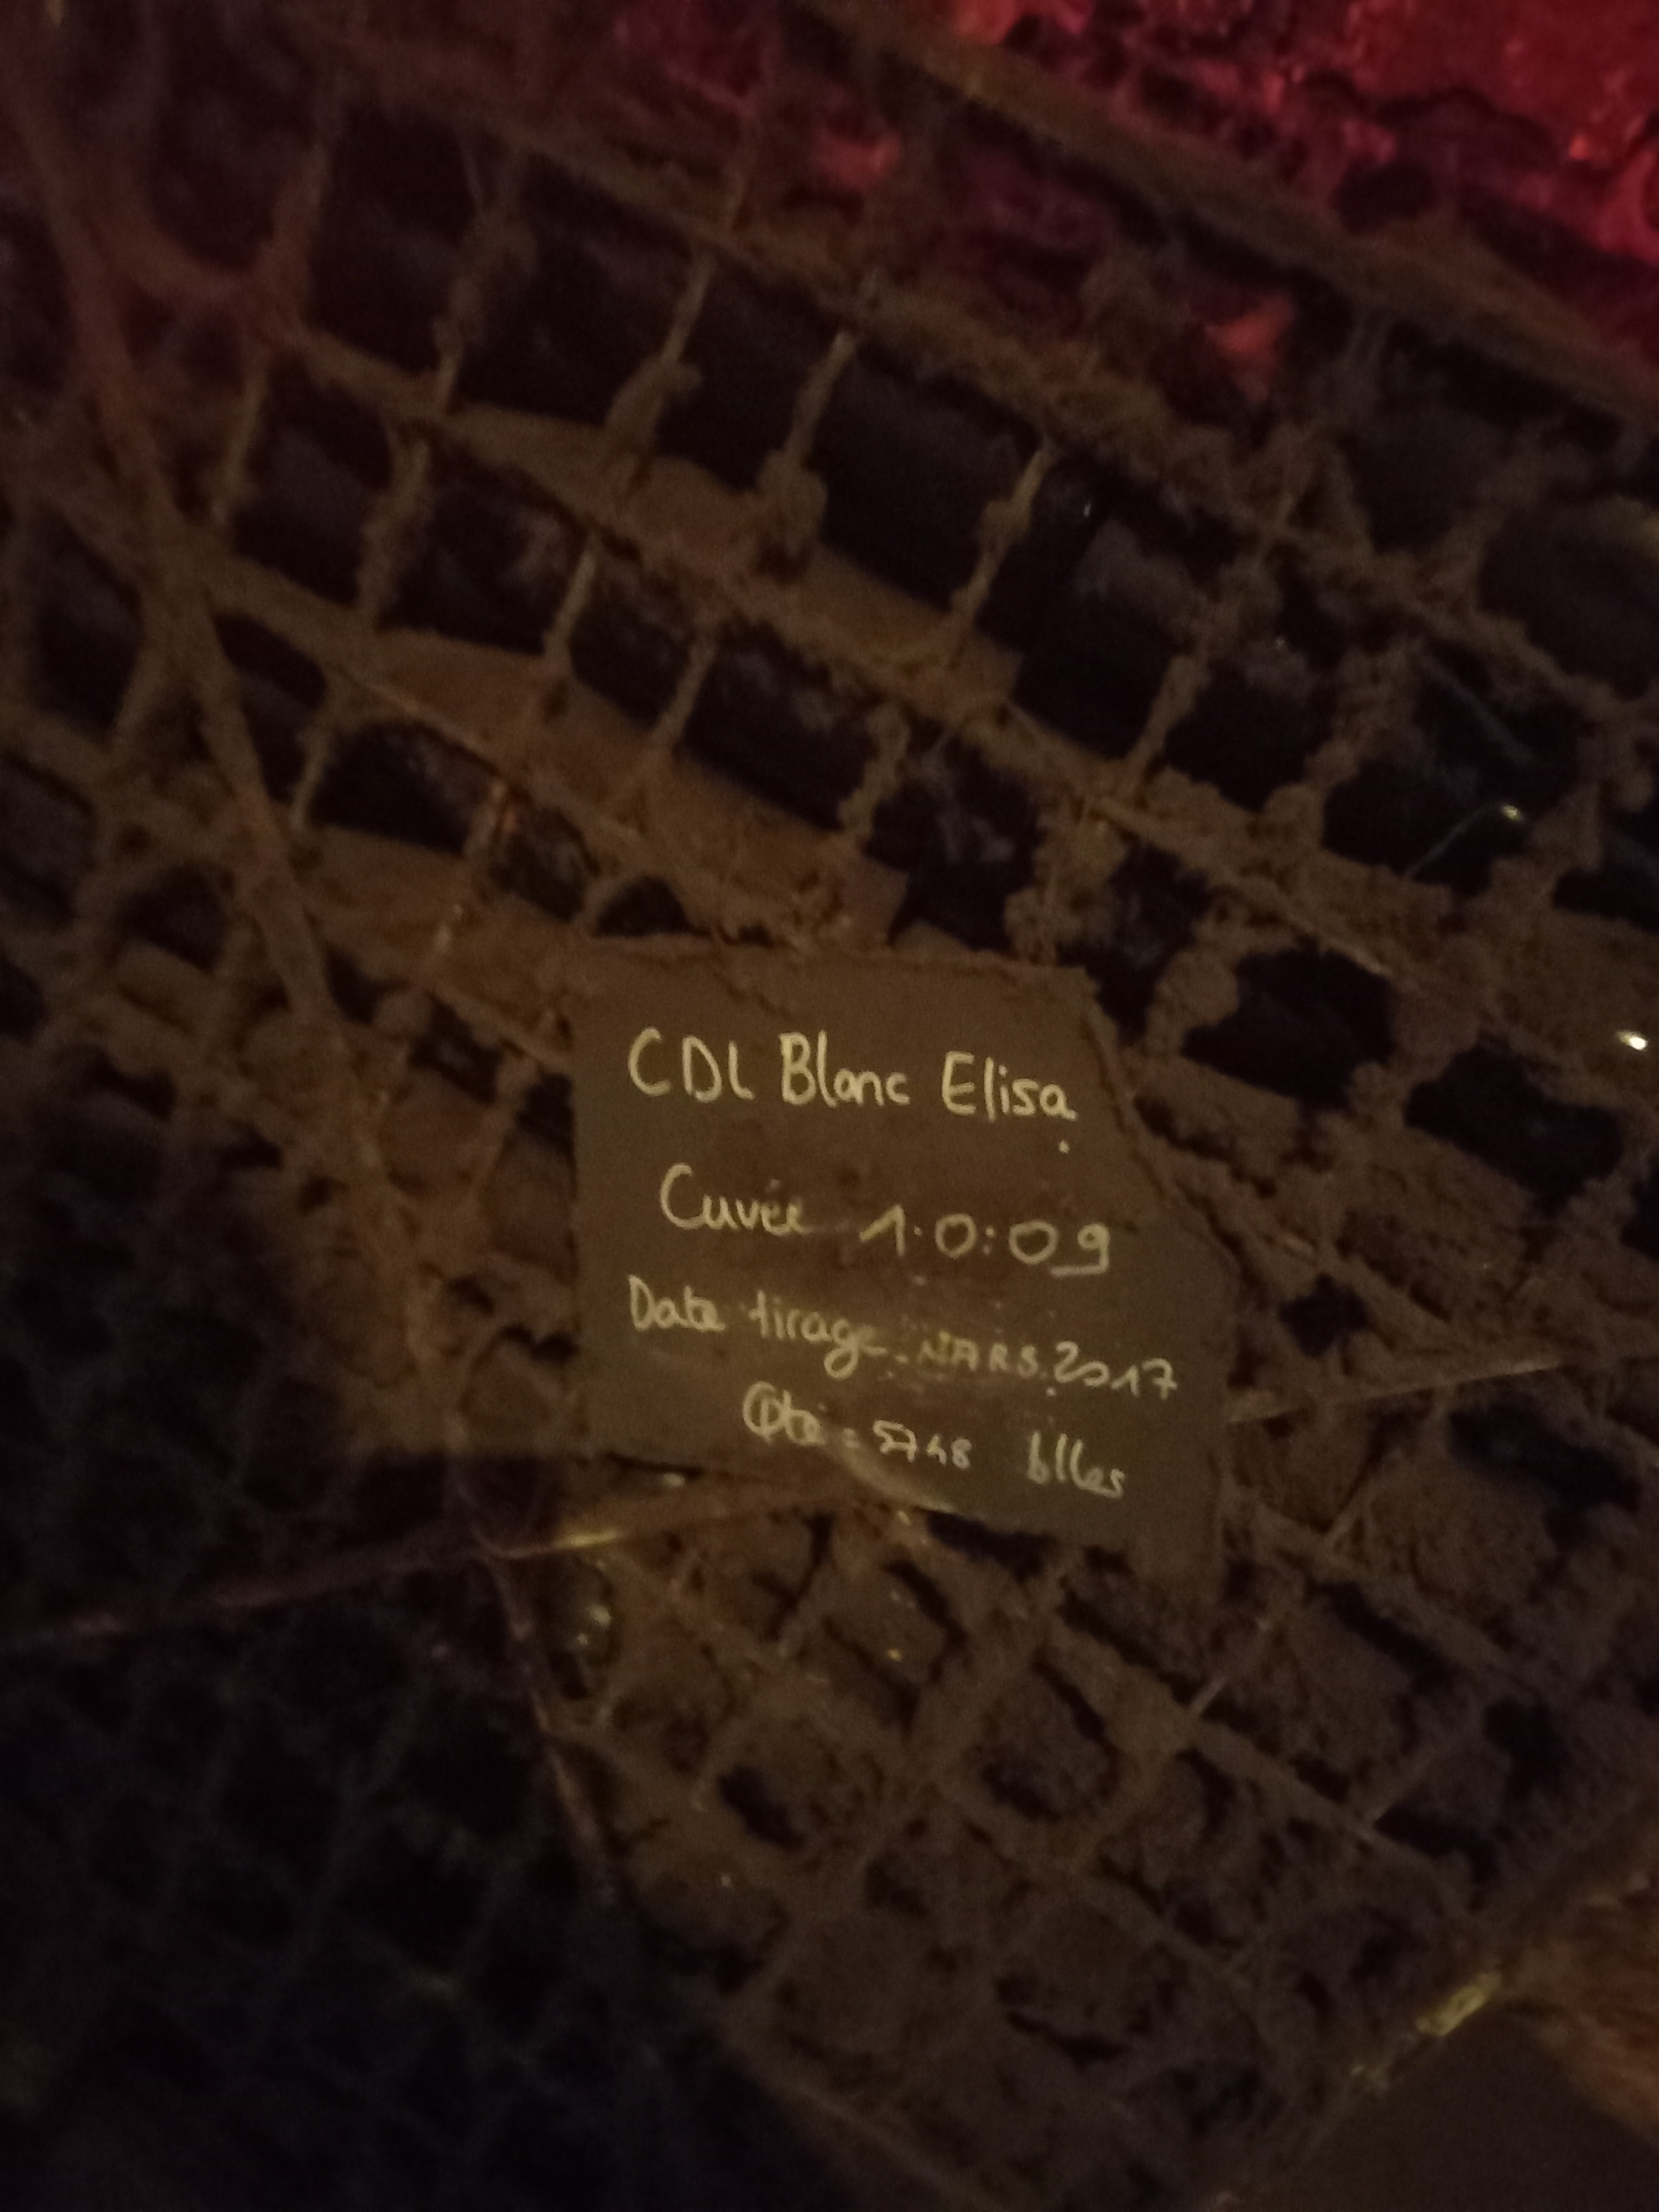 CDL Blanc Elisa
Cuvée 1.0:09
Date tirage MARS 2017
Qté = 5748 blles